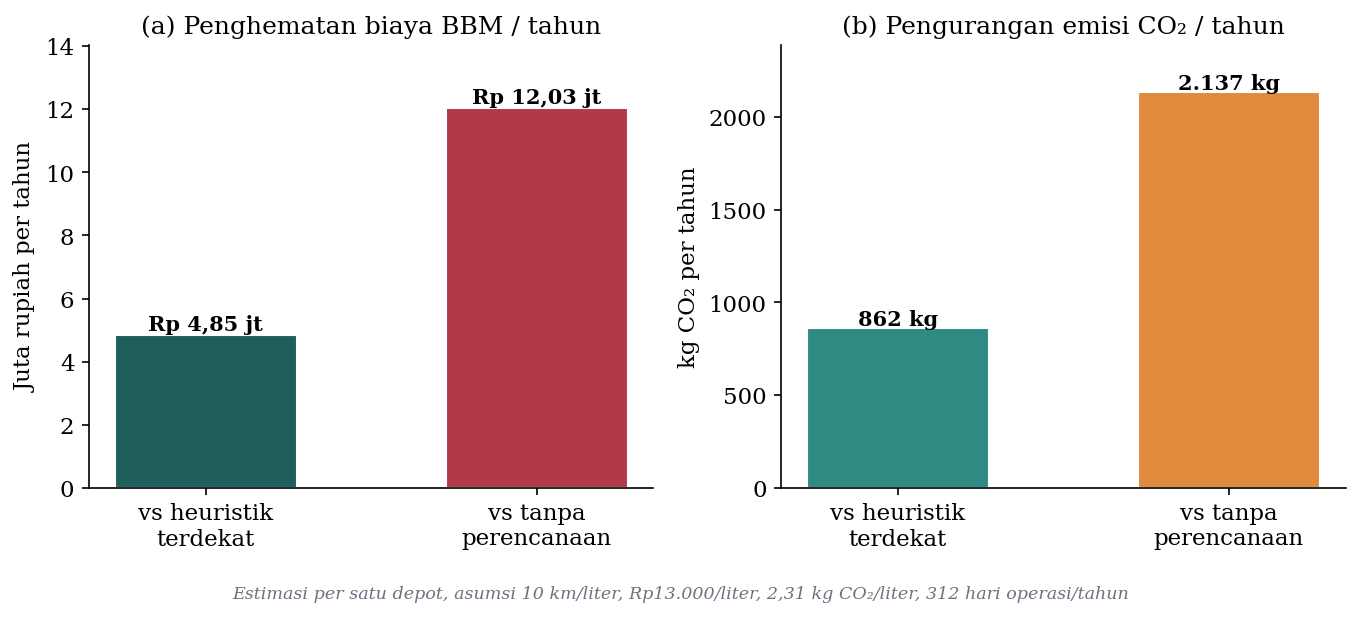 (a) Penghematan biaya BBM / tahun
Juta rupiah per tahun
14
12
10
8
6
4
2
0
Rp 4,85 jt
Rp 12,03 jt
vs heuristik
terdekat
vs tanpa
perencanaan
(b) Pengurangan emisi CO₂ / tahun
kg CO₂ per tahun
2000
1500
1000
500
0
862 kg
2.137 kg
vs heuristik
terdekat
vs tanpa
perencanaan
Estimasi per satu depot, asumsi 10 km/liter, Rp13.000/liter, 2,31 kg CO₂/liter, 312 hari operasi/tahun